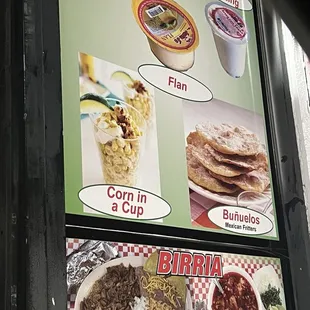 Flan
Corn in
a Cup
Buñuelos
Mexican Fritters
BIRRIA